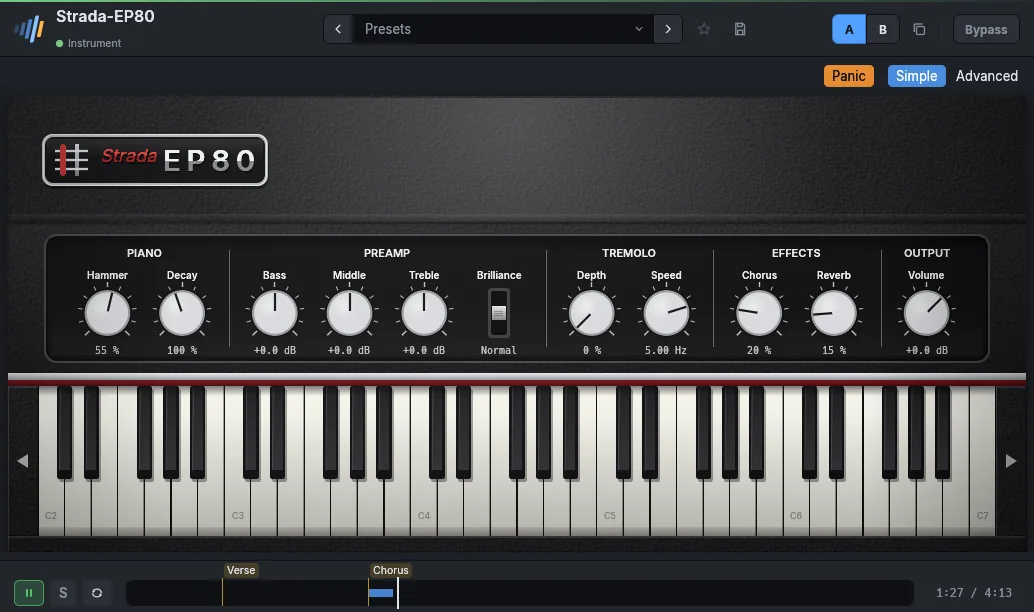 Strada-EP80
Instrument
Presets
A B
Bypass
Panic Simple Advanced
Strada EP80
PIANO PREAMP TREMOLO EFFECTS OUTPUT
Hammer Decay Bass Middle Treble Brilliance Depth Speed Chorus Reverb Volume
55 % 100 % +0.0 dB +0.0 dB +0.0 dB Normal 0 % 5.00 Hz 20 % 15 % +0.0 dB
C2 C3 C4 C5 C6 C7
Verse Chorus
S 1:27 / 4:13